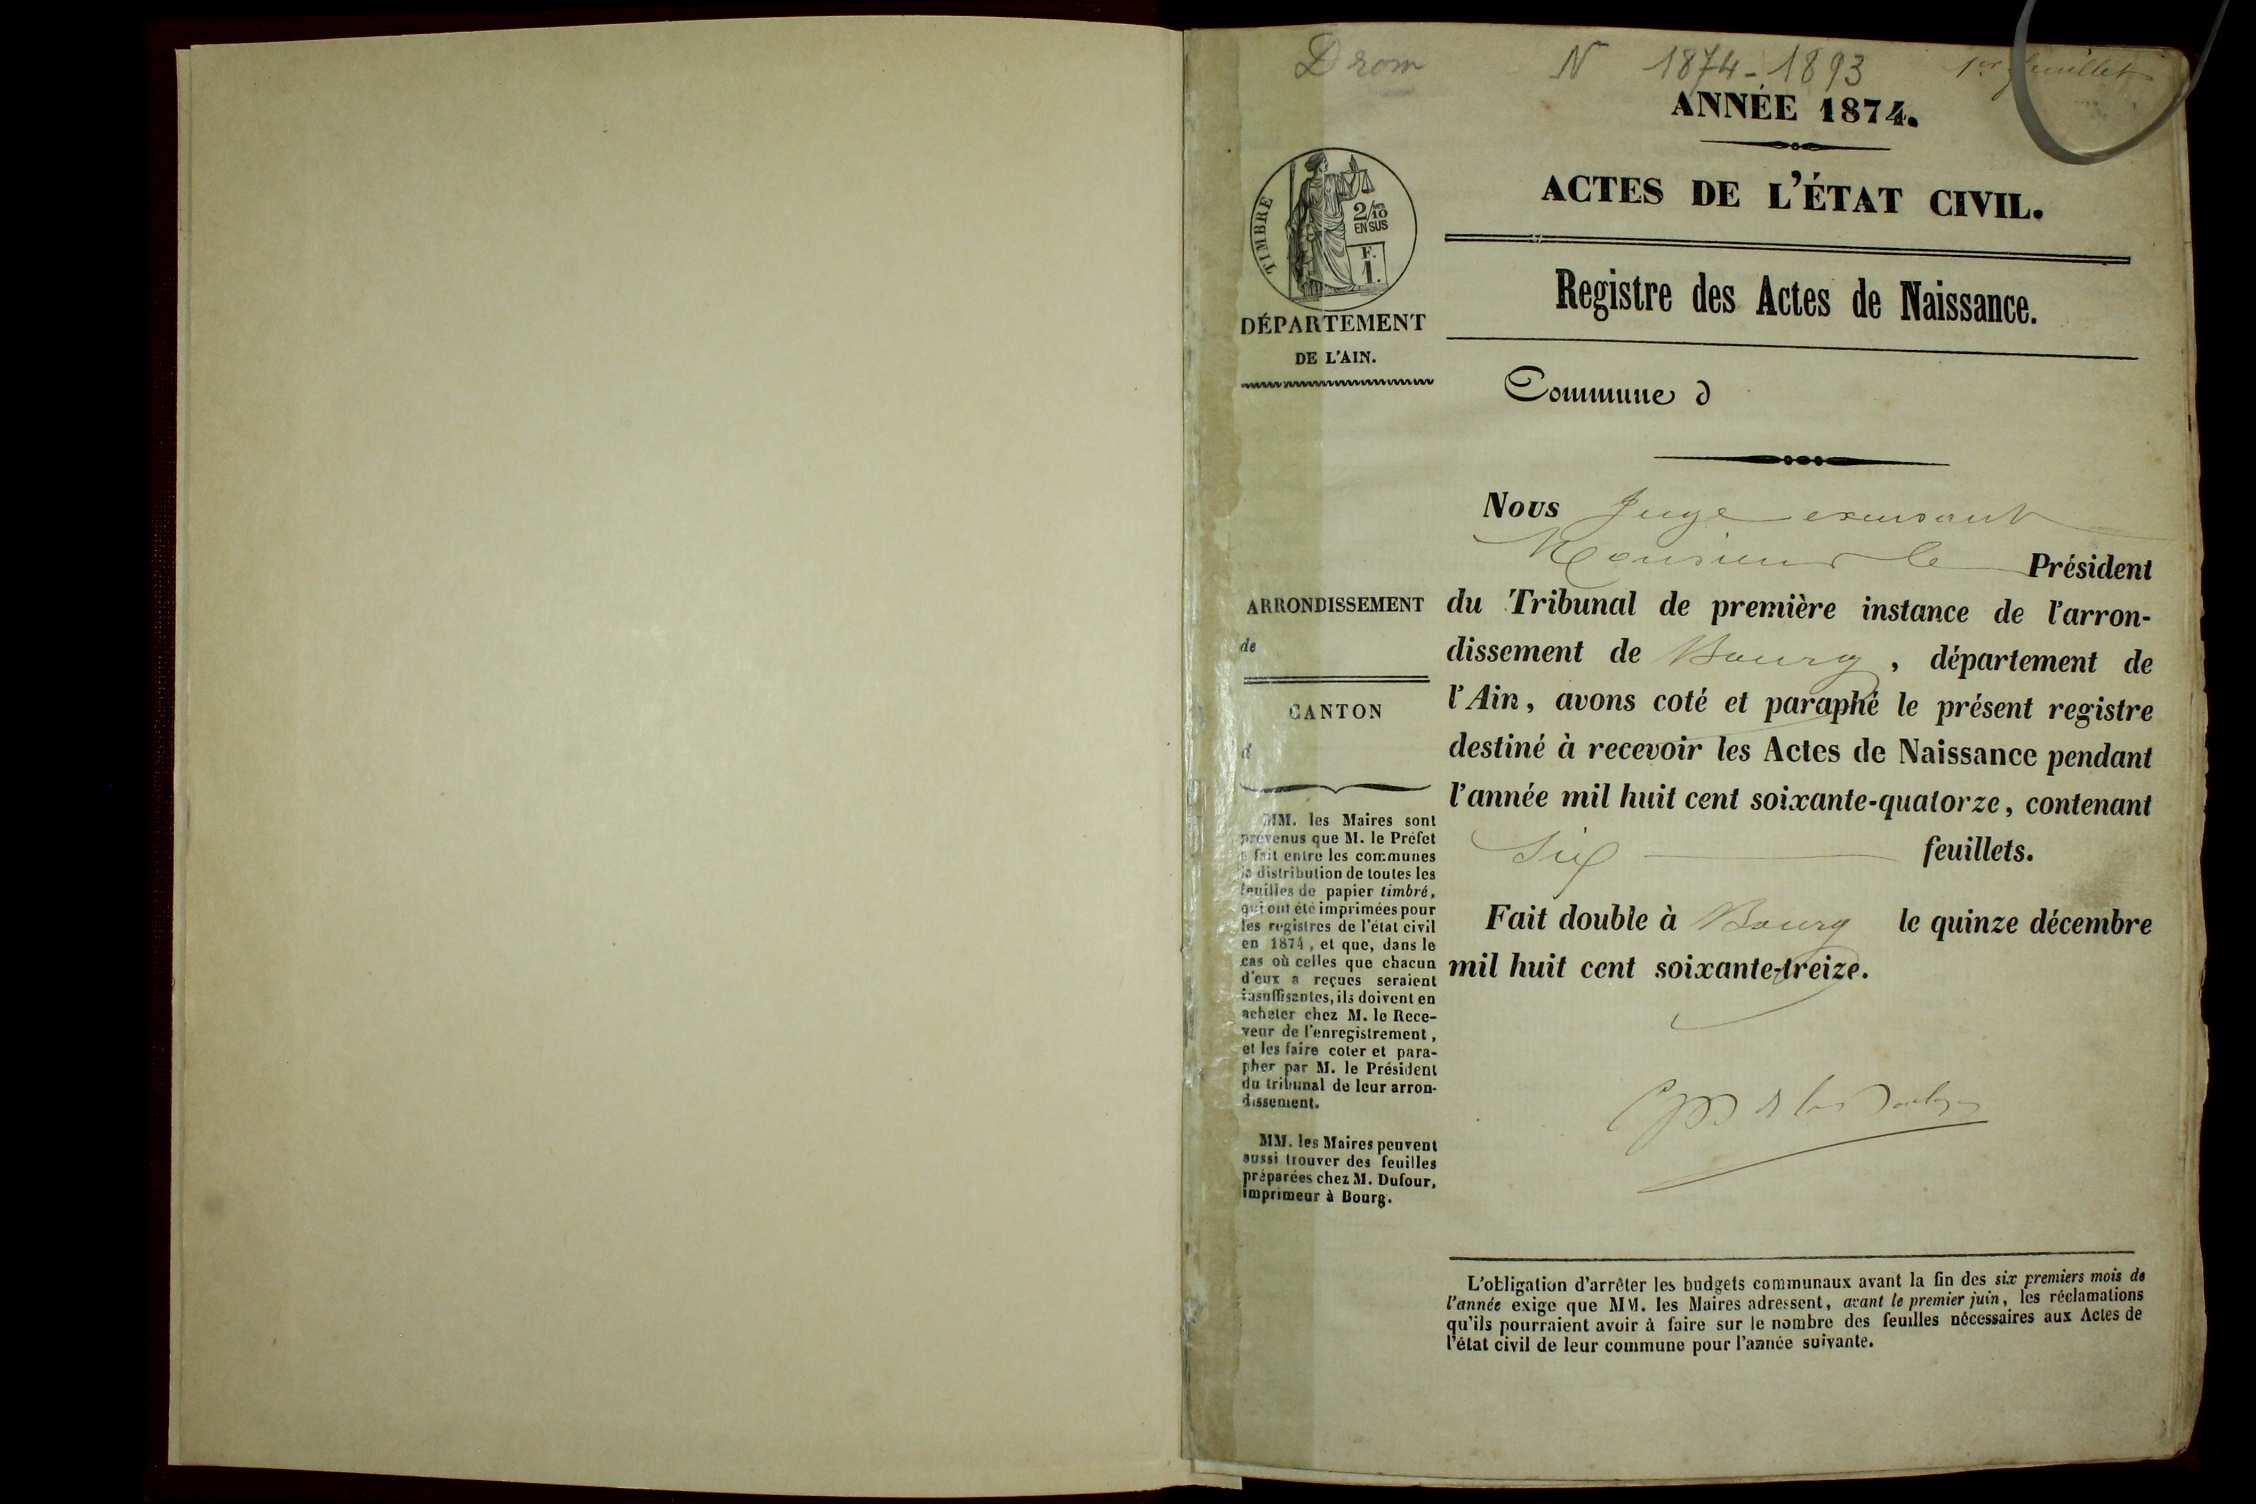 Drom N 1874-1893 1er feuillet
ANNÉE 1874.
ACTES DE L'ÉTAT CIVIL.
Registre des Actes de Naissance.
TIMBRE
2/10
EN SUS
F.
1.
DÉPARTEMENT
DE L'AIN.
Commune d
ARRONDISSEMENT
de
CANTON
d
MM. les Maires sont
prévenus que M. le Préfet
a fait entre les communes
la distribution de toutes les
feuilles de papier timbré,
qui ont été imprimées pour
les registres de l'état civil
en 1874, et que, dans le
cas où celles que chacun
d'eux a reçues seraient
insuffisantes, ils doivent en
acheter chez M. le Rece-
veur de l'enregistrement,
et les faire coter et para-
pher par M. le Président
du tribunal de leur arron-
dissement.
MM. les Maires peuvent
aussi trouver des feuilles
préparées chez M. Dufour,
imprimeur à Bourg.
Nous Juge
Monsieur le Président
du Tribunal de première instance de l'arron-
dissement de Bourg, département de
l'Ain, avons coté et paraphé le présent registre
destiné à recevoir les Actes de Naissance pendant
l'année mil huit cent soixante-quatorze, contenant
Six feuillets.
Fait double à Bourg le quinze décembre
mil huit cent soixante-treize.
L'obligation d'arrêter les budgets communaux avant la fin des six premiers mois de
l'année exige que MM. les Maires adressent, avant le premier juin, les réclamations
qu'ils pourraient avoir à faire sur le nombre des feuilles nécessaires aux Actes de
l'état civil de leur commune pour l'année suivante.